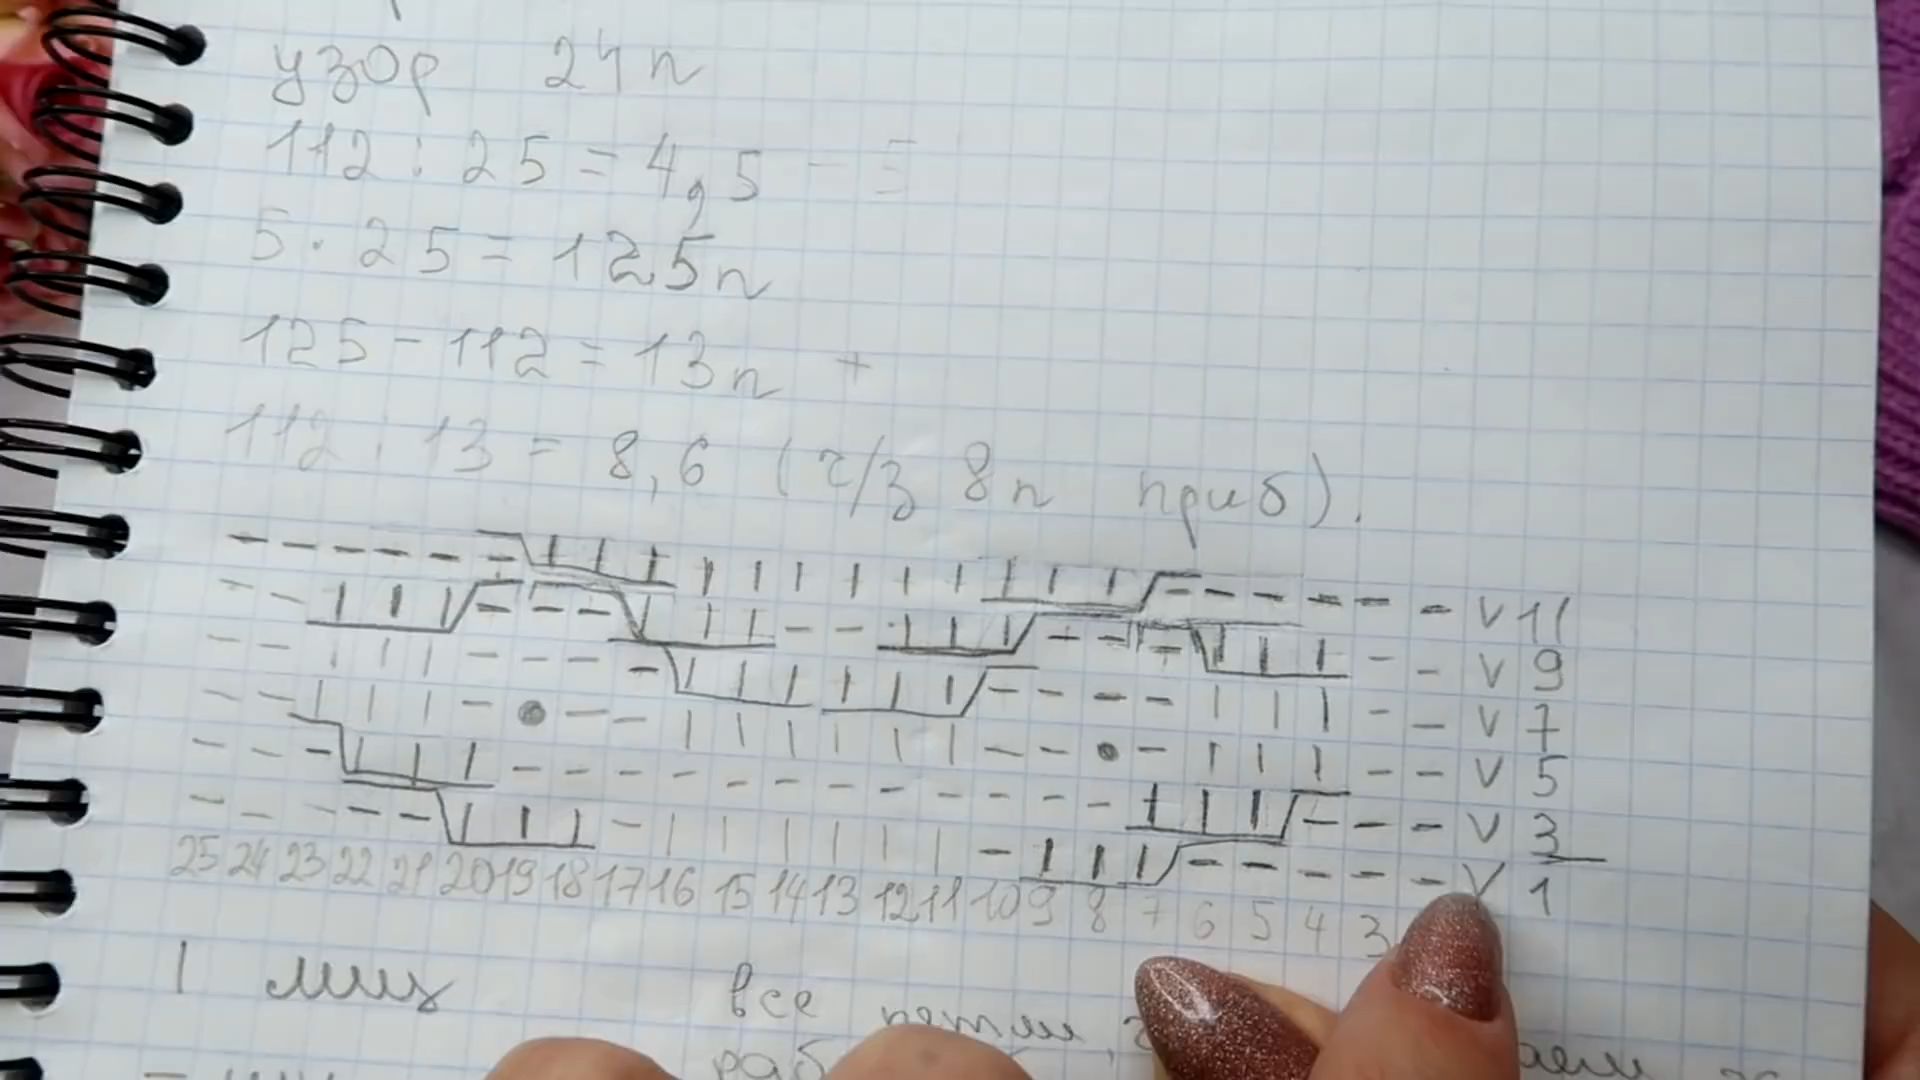 узор 24п
112 : 25 = 4,5 - 5
5 · 25 = 125п
125 - 112 = 13п +
112 : 13 = 8,6 (ч/з 8п приб).
V 11
V 9
V 7
V 5
V 3
V 1
25 24 23 22 21 20 19 18 17 16 15 14 13 12 11 10 9 8 7 6 5 4 3
| лиц все петли,